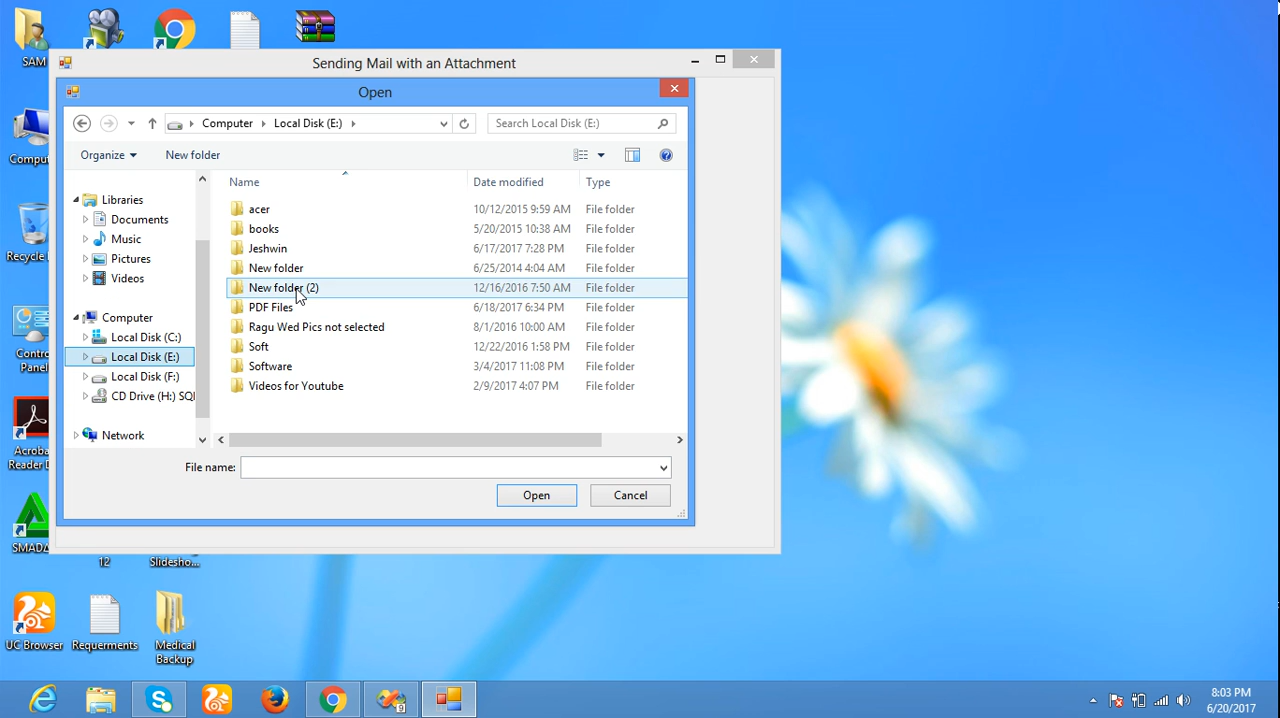 SAM
Sending Mail with an Attachment
Open
Computer
Local Disk (E:)
Search Local Disk (E:)
Organize
New folder
Name
Date modified
Type
Libraries
Documents
Music
Pictures
Videos
Computer
Local Disk (C:)
Local Disk (E:)
Local Disk (F:)
CD Drive (H:) SQ
Network
acer 10/12/2015 9:59 AM File folder
books 5/20/2015 10:38 AM File folder
Jeshwin 6/17/2017 7:28 PM File folder
New folder 6/25/2014 4:04 AM File folder
New folder (2) 12/16/2016 7:50 AM File folder
PDF Files 6/18/2017 6:34 PM File folder
Ragu Wed Pics not selected 8/1/2016 10:00 AM File folder
Soft 12/22/2016 1:58 PM File folder
Software 3/4/2017 11:08 PM File folder
Videos for Youtube 2/9/2017 4:07 PM File folder
File name:
Open
Cancel
Comput
Recycle
Contro
Panel
Acroba
Reader D
SMADA
12
Slidesho...
UC Browser
Requerments
Medical
Backup
8:03 PM
6/20/2017